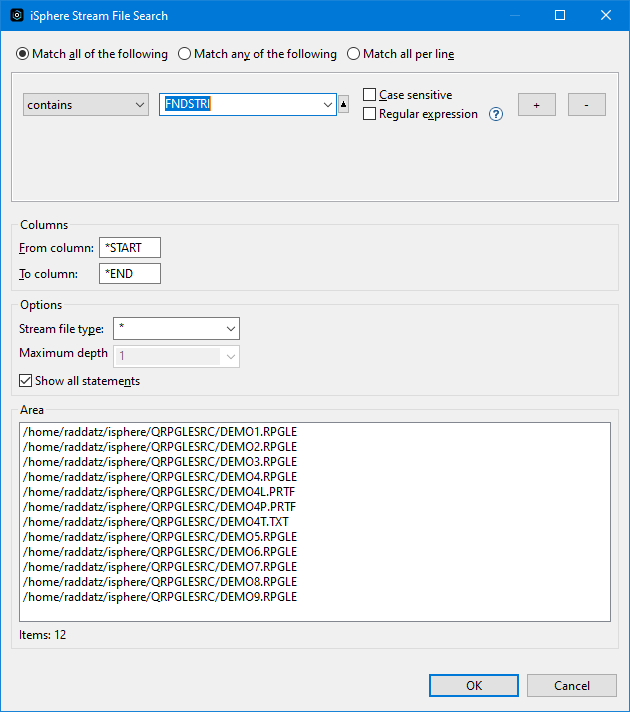 iSphere Stream File Search
Match all of the following Match any of the following Match all per line
contains FNDSTRI Case sensitive
Regular expression ? + -
Columns
From column: *START
To column: *END
Options
Stream file type: *
Maximum depth 1
Show all statements
Area
/home/raddatz/isphere/QRPGLESRC/DEMO1.RPGLE
/home/raddatz/isphere/QRPGLESRC/DEMO2.RPGLE
/home/raddatz/isphere/QRPGLESRC/DEMO3.RPGLE
/home/raddatz/isphere/QRPGLESRC/DEMO4.RPGLE
/home/raddatz/isphere/QRPGLESRC/DEMO4L.PRTF
/home/raddatz/isphere/QRPGLESRC/DEMO4P.PRTF
/home/raddatz/isphere/QRPGLESRC/DEMO4T.TXT
/home/raddatz/isphere/QRPGLESRC/DEMO5.RPGLE
/home/raddatz/isphere/QRPGLESRC/DEMO6.RPGLE
/home/raddatz/isphere/QRPGLESRC/DEMO7.RPGLE
/home/raddatz/isphere/QRPGLESRC/DEMO8.RPGLE
/home/raddatz/isphere/QRPGLESRC/DEMO9.RPGLE
Items: 12
OK Cancel